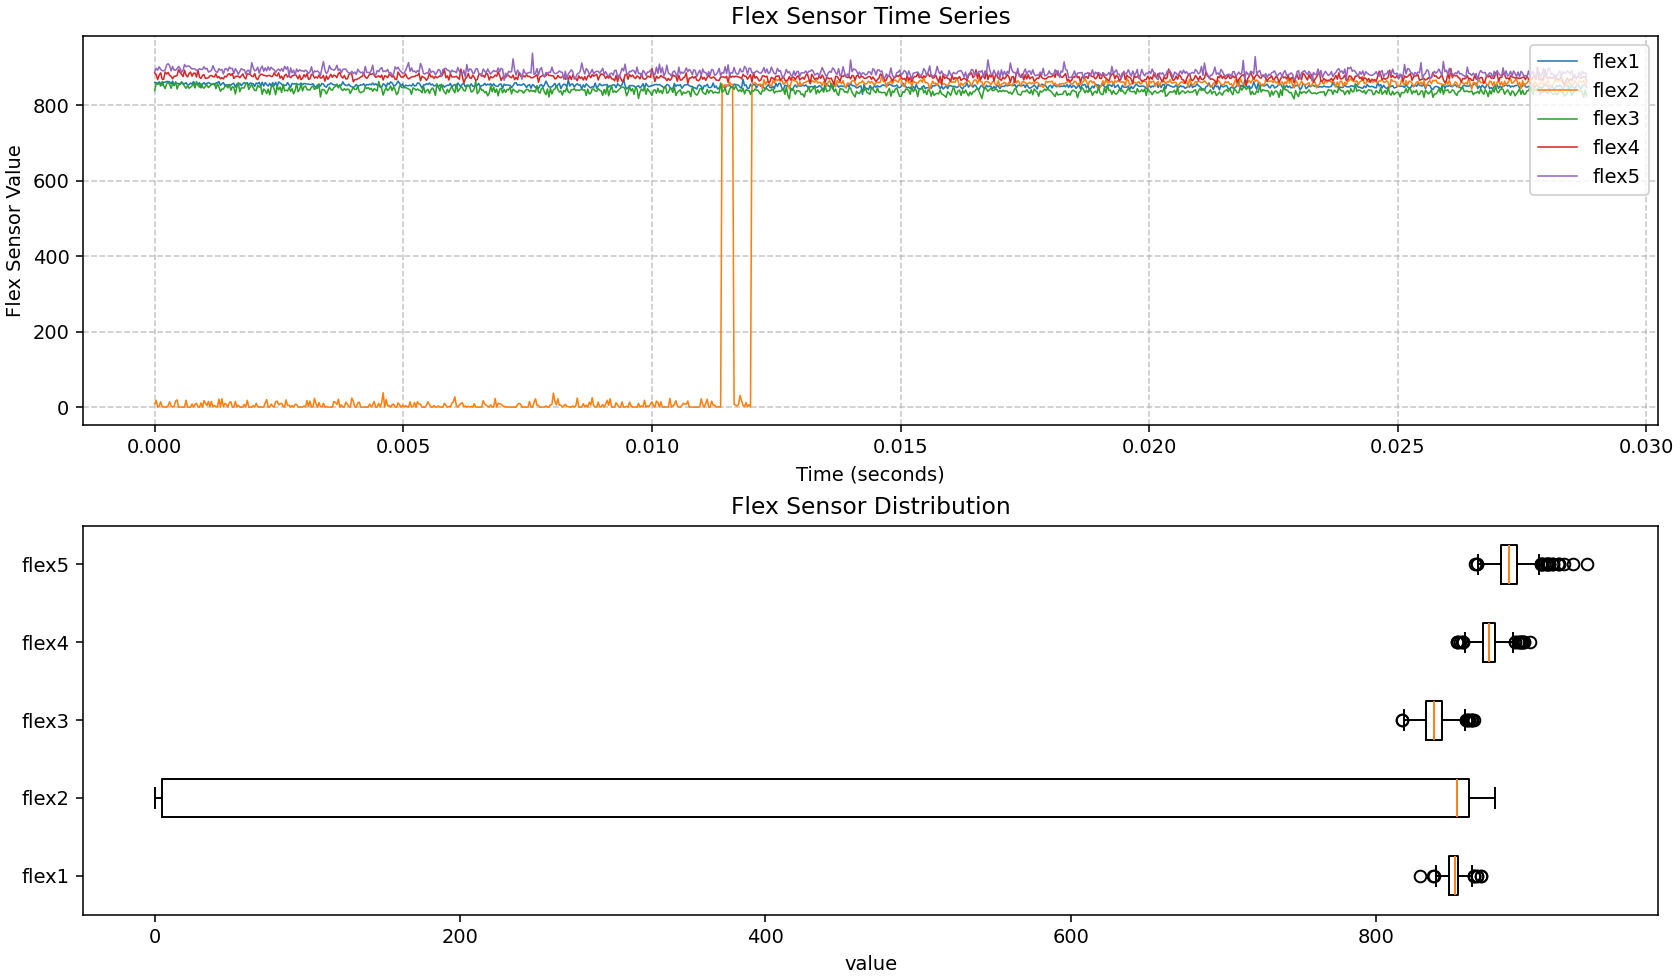 Flex Sensor Time Series
Flex Sensor Value
800
600
400
200
0
flex1
flex2
flex3
flex4
flex5
0.000
0.005
0.010
0.015
0.020
0.025
0.030
Time (seconds)
Flex Sensor Distribution
flex5
flex4
flex3
flex2
flex1
0
200
400
600
800
value